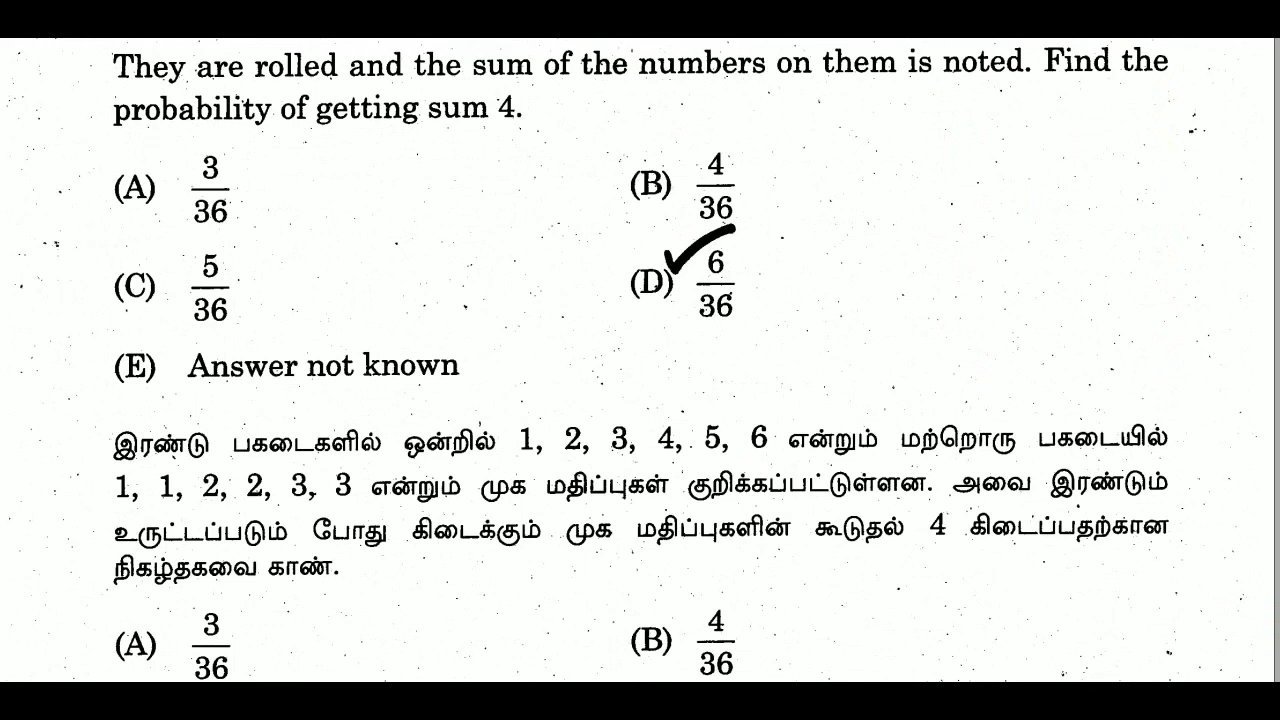 They are rolled and the sum of the numbers on them is noted. Find the
probability of getting sum 4.
(A) 3/36 (B) 4/36
(C) 5/36 (D) 6/36
(E) Answer not known
இரண்டு பகடைகளில் ஒன்றில் 1, 2, 3, 4, 5, 6 என்றும் மற்றொரு பகடையில்
1, 1, 2, 2, 3, 3 என்றும் முக மதிப்புகள் குறிக்கப்பட்டுள்ளன. அவை இரண்டும்
உருட்டப்படும் போது கிடைக்கும் முக மதிப்புகளின் கூடுதல் 4 கிடைப்பதற்கான
நிகழ்தகவை காண்.
(A) 3/36 (B) 4/36